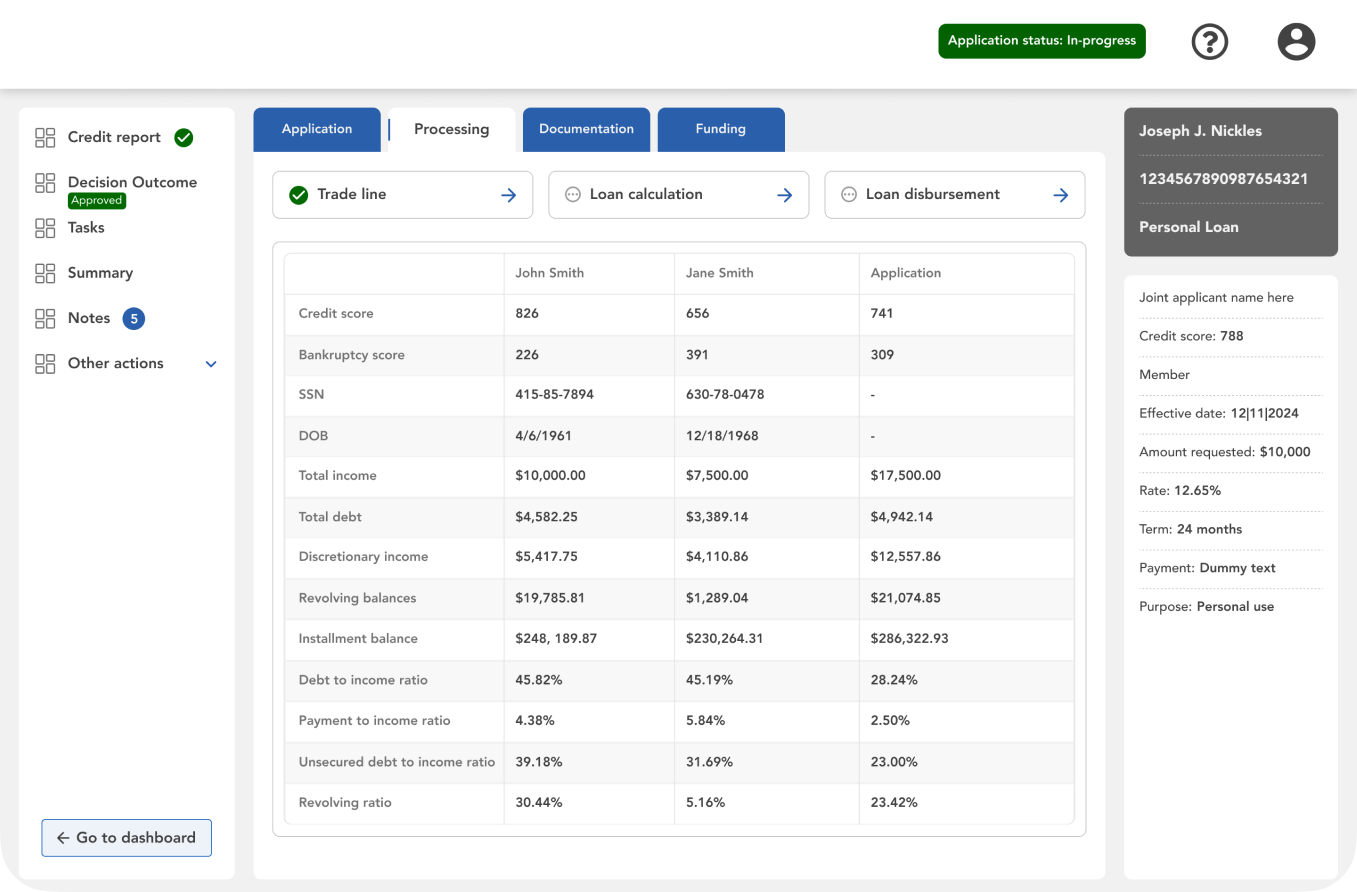 Application status: In-progress
Credit report
Decision Outcome
Approved
Tasks
Summary
Notes 5
Other actions
Go to dashboard
Application Processing Documentation Funding
Trade line Loan calculation Loan disbursement
John Smith Jane Smith Application
Credit score 826 656 741
Bankruptcy score 226 391 309
SSN 415-85-7894 630-78-0478 -
DOB 4/6/1961 12/18/1968 -
Total income $10,000.00 $7,500.00 $17,500.00
Total debt $4,582.25 $3,389.14 $4,942.14
Discretionary income $5,417.75 $4,110.86 $12,557.86
Revolving balances $19,785.81 $1,289.04 $21,074.85
Installment balance $248, 189.87 $230,264.31 $286,322.93
Debt to income ratio 45.82% 45.19% 28.24%
Payment to income ratio 4.38% 5.84% 2.50%
Unsecured debt to income ratio 39.18% 31.69% 23.00%
Revolving ratio 30.44% 5.16% 23.42%
Joseph J. Nickles
1234567890987654321
Personal Loan
Joint applicant name here
Credit score: 788
Member
Effective date: 12|11|2024
Amount requested: $10,000
Rate: 12.65%
Term: 24 months
Payment: Dummy text
Purpose: Personal use